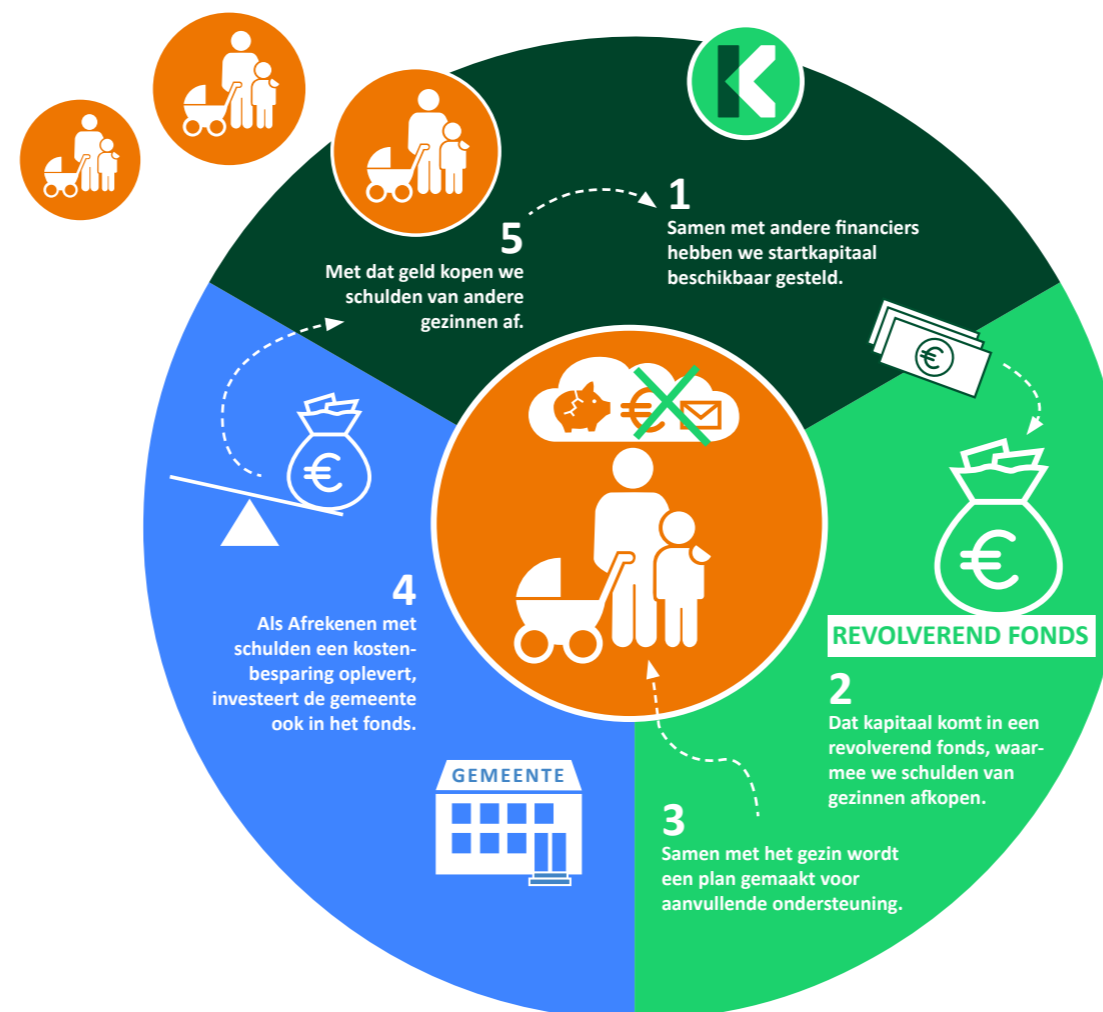 1
Samen met andere financiers
hebben we startkapitaal
beschikbaar gesteld.
REVOLVEREND FONDS
2
Dat kapitaal komt in een
revolverend fonds, waar-
mee we schulden van
gezinnen afkopen.
3
Samen met het gezin wordt
een plan gemaakt voor
aanvullende ondersteuning.
4
Als Afrekenen met
schulden een kosten-
besparing oplevert,
investeert de gemeente
ook in het fonds.
GEMEENTE
5
Met dat geld kopen we
schulden van andere
gezinnen af.
K
€
€
€
€